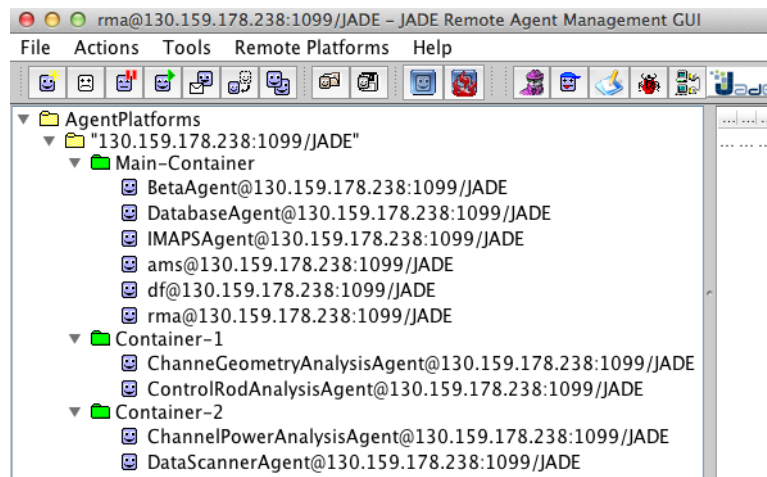 rma@130.159.178.238:1099/JADE – JADE Remote Agent Management GUI
File Actions Tools Remote Platforms Help
Jade
AgentPlatforms
"130.159.178.238:1099/JADE"
Main-Container
BetaAgent@130.159.178.238:1099/JADE
DatabaseAgent@130.159.178.238:1099/JADE
IMAPSAgent@130.159.178.238:1099/JADE
ams@130.159.178.238:1099/JADE
df@130.159.178.238:1099/JADE
rma@130.159.178.238:1099/JADE
Container-1
ChanneGeometryAnalysisAgent@130.159.178.238:1099/JADE
ControlRodAnalysisAgent@130.159.178.238:1099/JADE
Container-2
ChannelPowerAnalysisAgent@130.159.178.238:1099/JADE
DataScannerAgent@130.159.178.238:1099/JADE